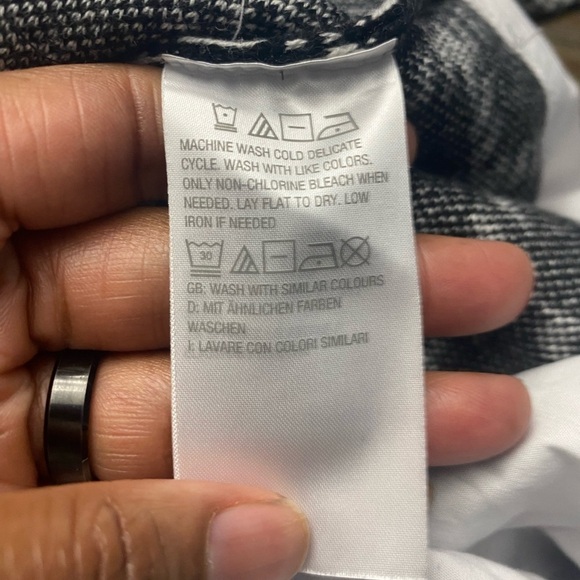 1
MACHINE WASH COLD DELICATE
CYCLE. WASH WITH LIKE COLORS.
ONLY NON-CHLORINE BLEACH WHEN
NEEDED. LAY FLAT TO DRY. LOW
IRON IF NEEDED
30
GB: WASH WITH SIMILAR COLOURS
D: MIT ÄHNLICHEN FARBEN
WASCHEN
I: LAVARE CON COLORI SIMILARI